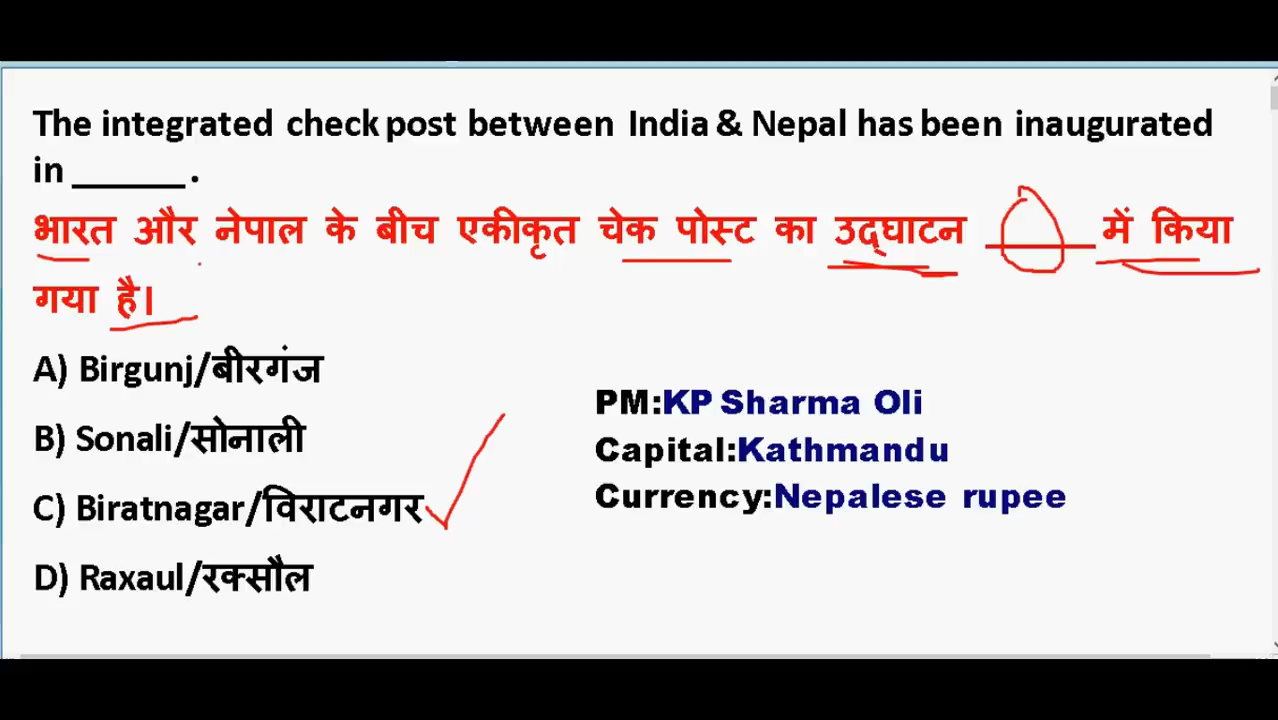 The integrated check post between India & Nepal has been inaugurated
in ______ .
भारत और नेपाल के बीच एकीकृत चेक पोस्ट का उद्घाटन ______ में किया
गया है।
A) Birgunj/बीरगंज
B) Sonali/सोनाली
C) Biratnagar/विराटनगर
D) Raxaul/रक्सौल
PM:KP Sharma Oli
Capital:Kathmandu
Currency:Nepalese rupee